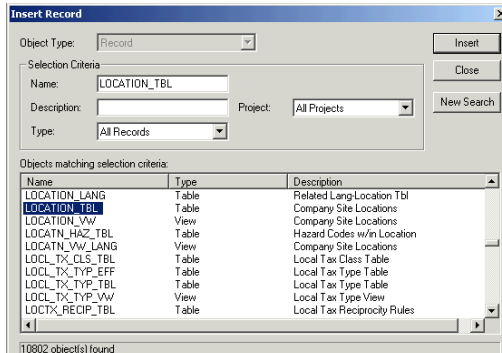 Insert Record
Object Type: Record
Insert
Selection Criteria
Close
Name: LOCATION_TBL
New Search
Description: Project: All Projects
Type: All Records
Objects matching selection criteria:
Name Type Description
LOCATION_LANG Table Related Lang-Location Tbl
LOCATION_TBL Table Company Site Locations
LOCATION_VW View Company Site Locations
LOCATN_HAZ_TBL Table Hazard Codes w/in Location
LOCATN_VW_LANG View Company Site Locations
LOCL_TX_CLS_TBL Table Local Tax Class Table
LOCL_TX_TYP_EFF Table Local Tax Type Table
LOCL_TX_TYP_TBL Table Local Tax Type Table
LOCL_TX_TYP_VW View Local Tax Type View
LOCTX_RECIP_TBL Table Local Tax Reciprocity Rules
10802 object(s) found